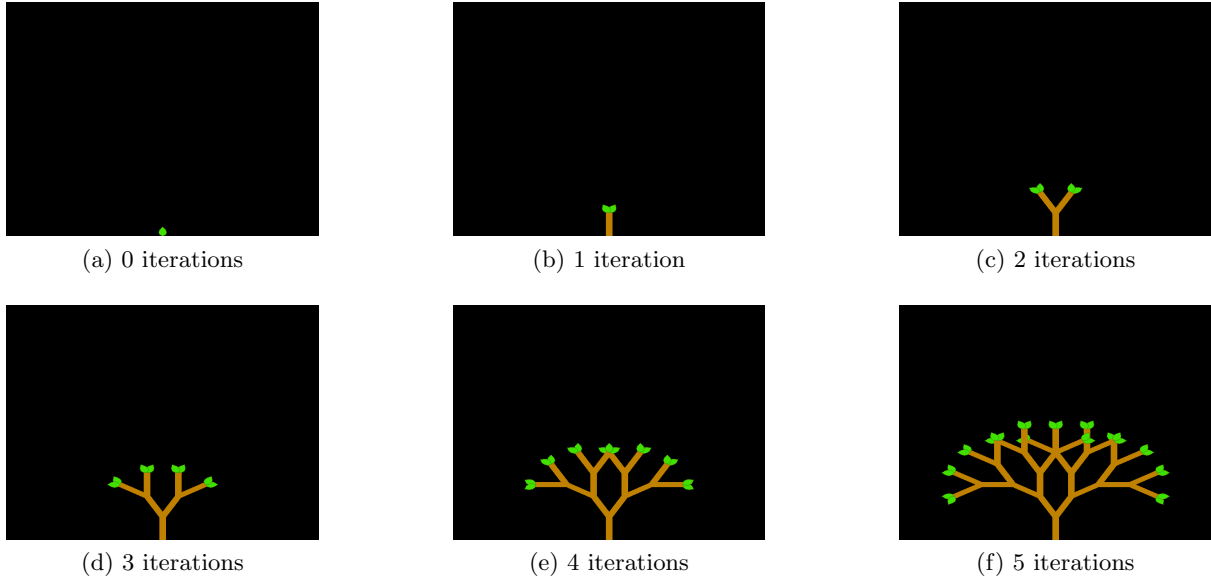 (a) 0 iterations
(b) 1 iteration
(c) 2 iterations
(d) 3 iterations
(e) 4 iterations
(f) 5 iterations